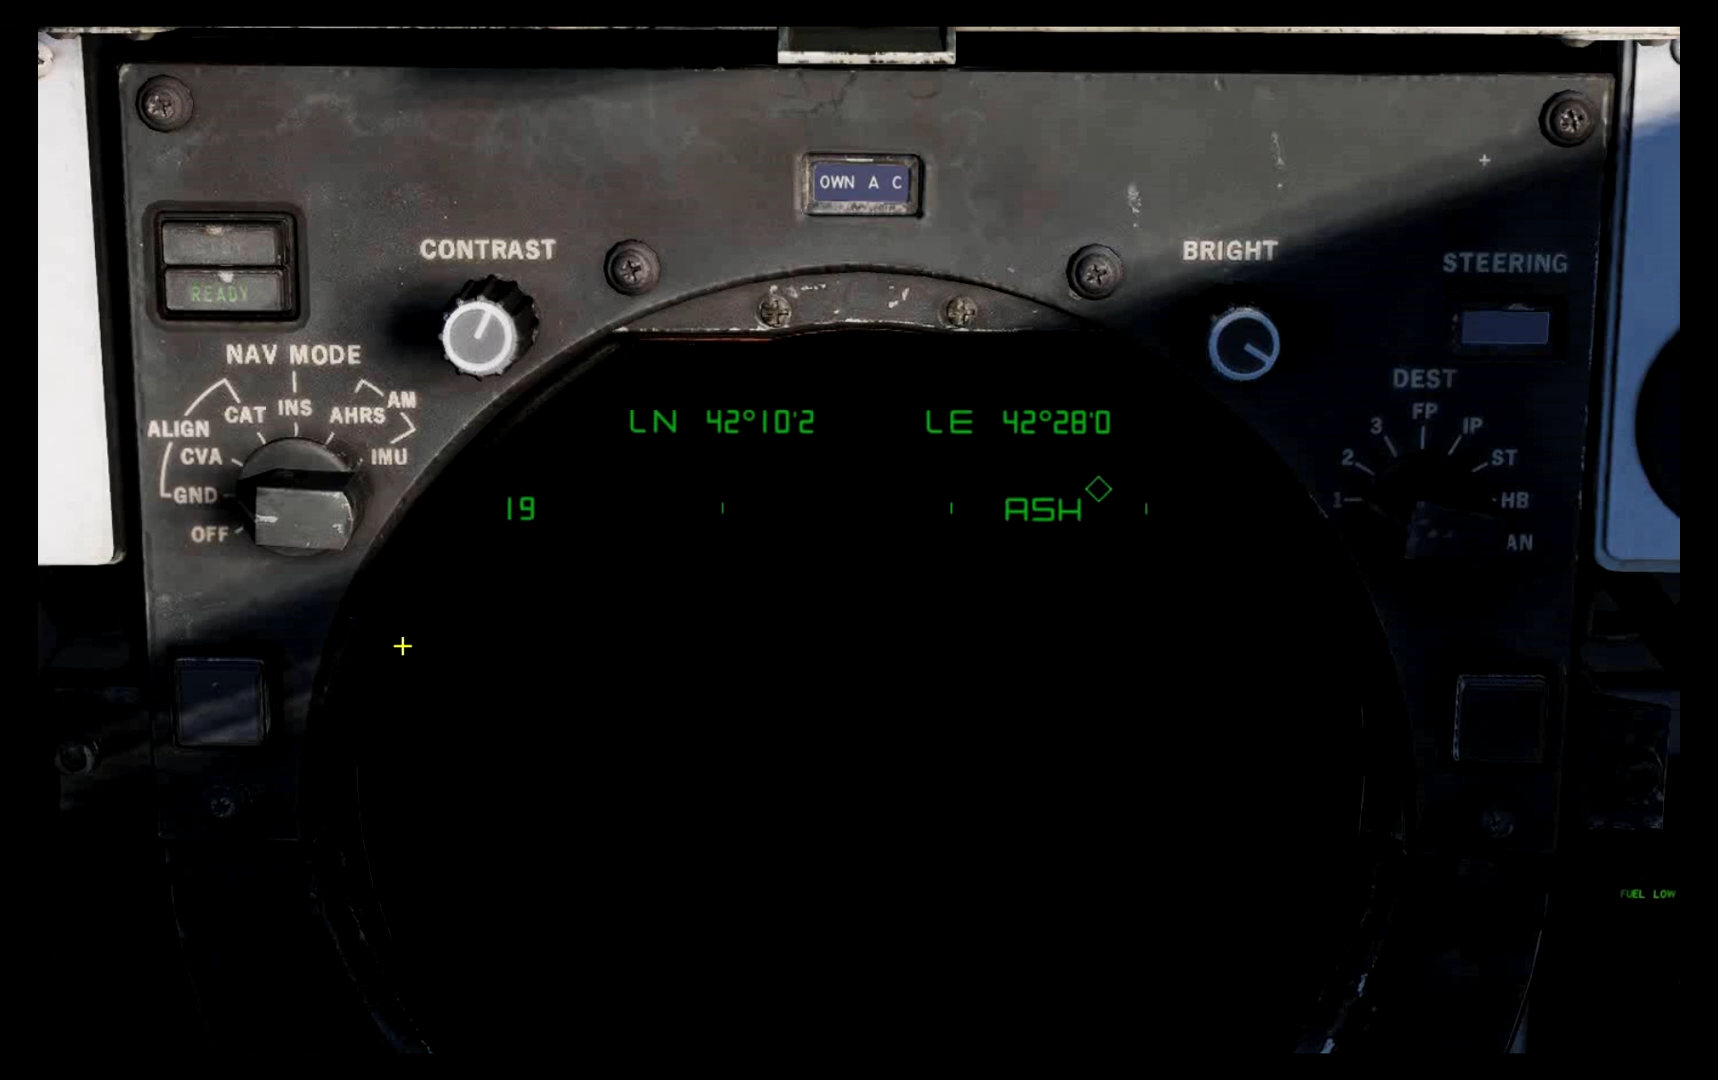 OWN A C
CONTRAST
BRIGHT
STEERING
READY
NAV MODE
ALIGN
CAT
INS
AHRS
AM
CVA
IMU
GND
OFF
DEST
FP
3
IP
2
ST
1
HB
AN
LN 42°10'2
LE 42°28'0
19
ASH
FUEL LOW